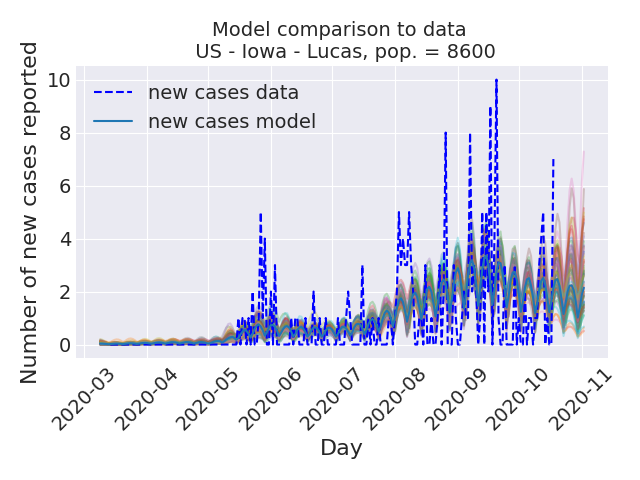 Model comparison to data
US - Iowa - Lucas, pop. = 8600
Number of new cases reported
10
8
6
4
2
0
new cases data
new cases model
2020-03
2020-04
2020-05
2020-06
2020-07
2020-08
2020-09
2020-10
2020-11
Day